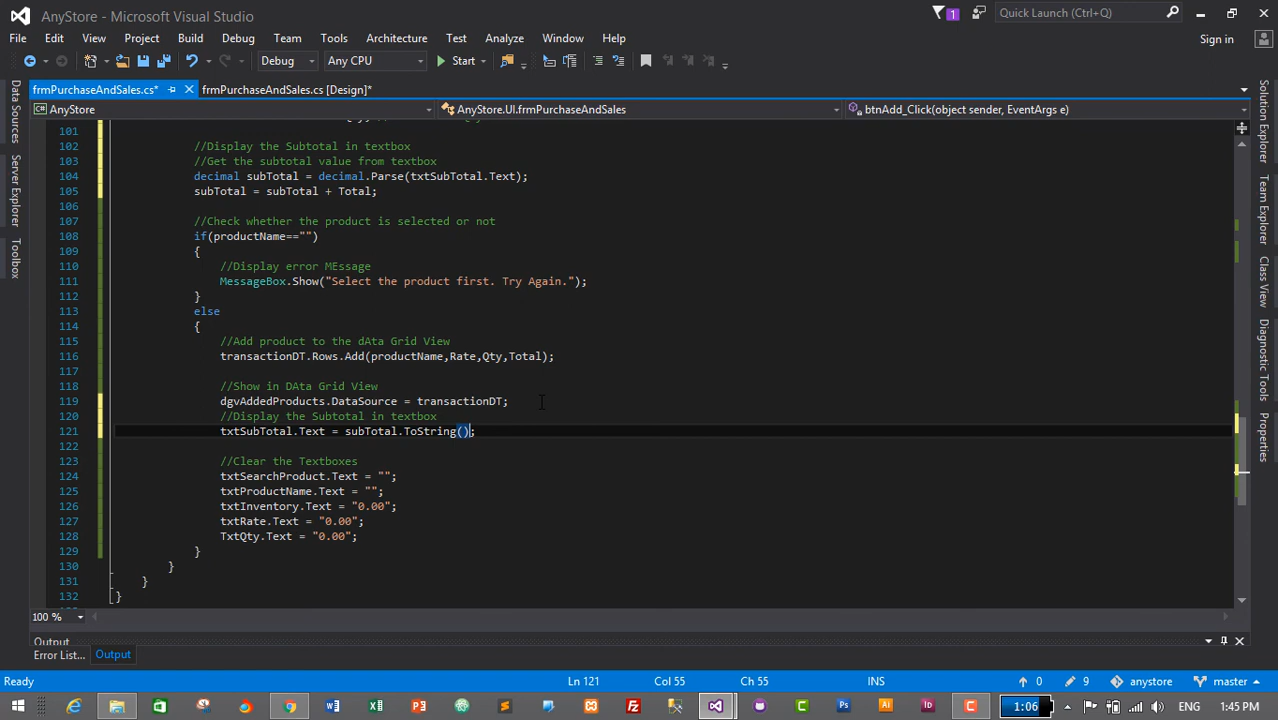 AnyStore - Microsoft Visual Studio
1
Quick Launch (Ctrl+Q)
File Edit View Project Build Debug Team Tools Architecture Test Analyze Window Help
Sign in
Debug Any CPU Start
frmPurchaseAndSales.cs* frmPurchaseAndSales.cs [Design]*
AnyStore AnyStore.UI.frmPurchaseAndSales btnAdd_Click(object sender, EventArgs e)
Data Sources
Server Explorer
Toolbox
Solution Explorer
Team Explorer
Class View
Diagnostic Tools
Properties
101
102 //Display the Subtotal in textbox
103 //Get the subtotal value from textbox
104 decimal subTotal = decimal.Parse(txtSubTotal.Text);
105 subTotal = subTotal + Total;
106
107 //Check whether the product is selected or not
108 if(productName=="")
109 {
110 //Display error MEssage
111 MessageBox.Show("Select the product first. Try Again.");
112 }
113 else
114 {
115 //Add product to the dAta Grid View
116 transactionDT.Rows.Add(productName,Rate,Qty,Total);
117
118 //Show in DAta Grid View
119 dgvAddedProducts.DataSource = transactionDT;
120 //Display the Subtotal in textbox
121 txtSubTotal.Text = subTotal.ToString();
122
123 //Clear the Textboxes
124 txtSearchProduct.Text = "";
125 txtProductName.Text = "";
126 txtInventory.Text = "0.00";
127 txtRate.Text = "0.00";
128 TxtQty.Text = "0.00";
129 }
130 }
131 }
132 }
100 %
Output
Error List... Output
Ready Ln 121 Col 55 Ch 55 INS 0 9 anystore master
1:06 ENG 1:45 PM